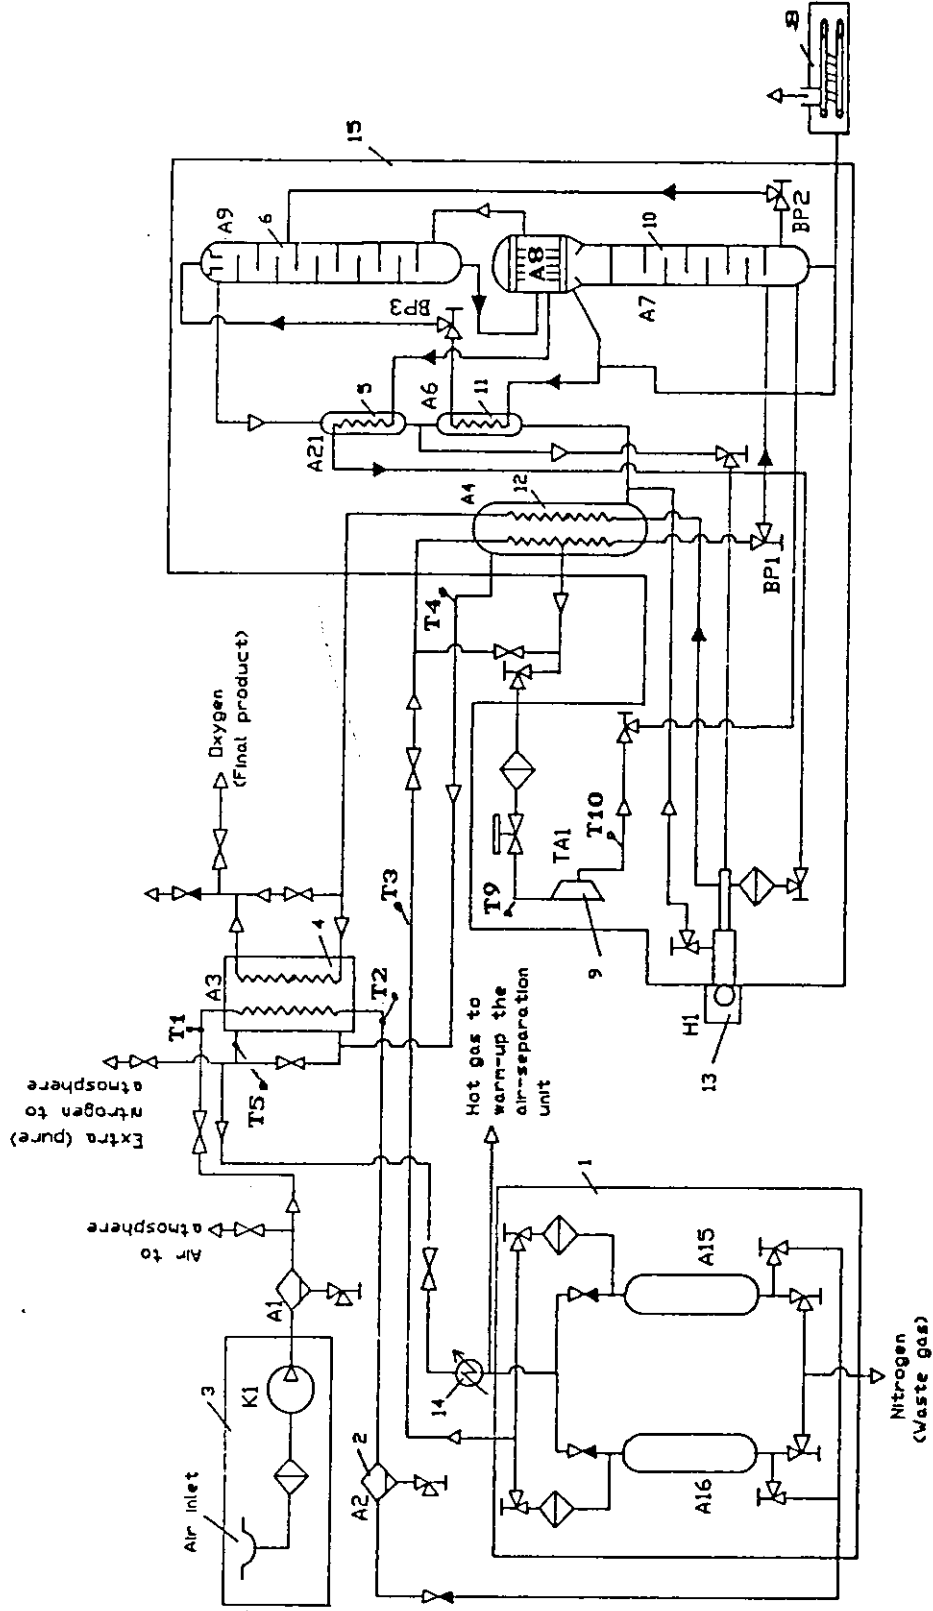 8
15
A9
6
A8
10
A7
BP2
BP3
5
A21
A6
11
A4
12
BP1
T4
Oxygen
(Final product)
T3
T9
TA1
T10
9
A3
4
T1
T2
T5
Extra (pure)
nitrogen to
atmosphere
Hot gas to
warm-up the
air-separation
unit
H1
13
Air to
atmosphere
A1
3
K1
Air inlet
2
A2
14
1
A15
A16
Nitrogen
(Waste gas)